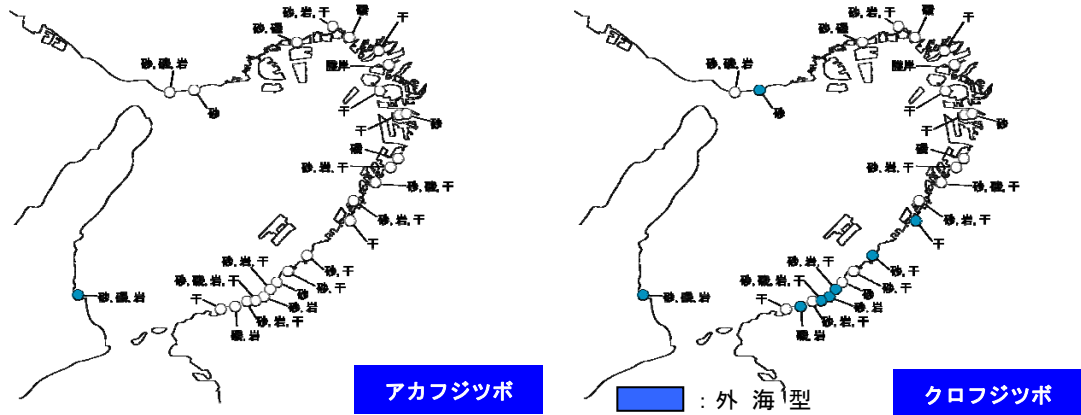 砂, 岩, 干
礫
砂, 礫
干
砂, 礫, 岩
護岸
砂
干
干
砂
礫
砂, 岩, 干
砂, 礫, 干
砂, 岩, 干
干
砂, 干
砂, 岩, 干
砂, 干
砂, 礫, 岩, 干
砂
砂, 礫, 岩
砂, 岩
干
砂, 岩, 干
礫, 岩
アカフジツボ
砂, 岩, 干
礫
砂, 礫
干
砂, 礫, 岩
護岸
砂
干
干
砂
礫
砂, 岩, 干
砂, 礫, 干
砂, 岩, 干
干
砂, 干
砂, 岩, 干
砂, 干
砂, 礫, 岩, 干
砂
砂, 礫, 岩
砂, 岩
干
砂, 岩, 干
礫, 岩
：外 海 型
クロフジツボ